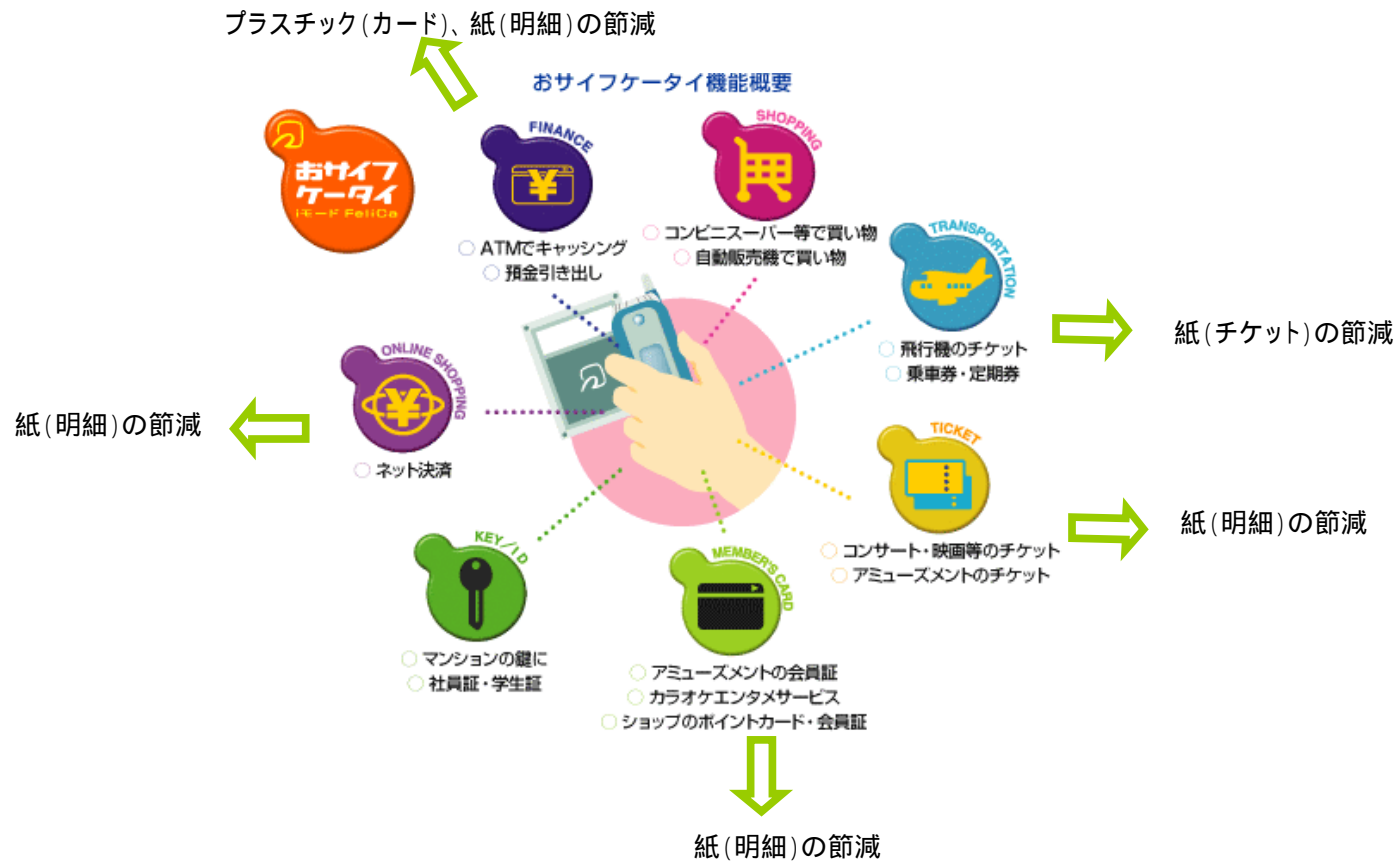 プラスチック(カード)、紙(明細)の節減
おサイフケータイ機能概要
おサイフ
ケータイ
iモード FeliCa
FINANCE
○ ATMでキャッシング
○ 預金引き出し
SHOPPING
○ コンビニスーパー等で買い物
○ 自動販売機で買い物
TRANSPORTATION
○ 飛行機のチケット
○ 乗車券・定期券
紙(チケット)の節減
ONLINE SHOPPING
○ ネット決済
紙(明細)の節減
TICKET
○ コンサート・映画等のチケット
○ アミューズメントのチケット
紙(明細)の節減
KEY/ID
○ マンションの鍵に
○ 社員証・学生証
MEMBER'S CARD
○ アミューズメントの会員証
○ カラオケエンタメサービス
○ ショップのポイントカード・会員証
紙(明細)の節減